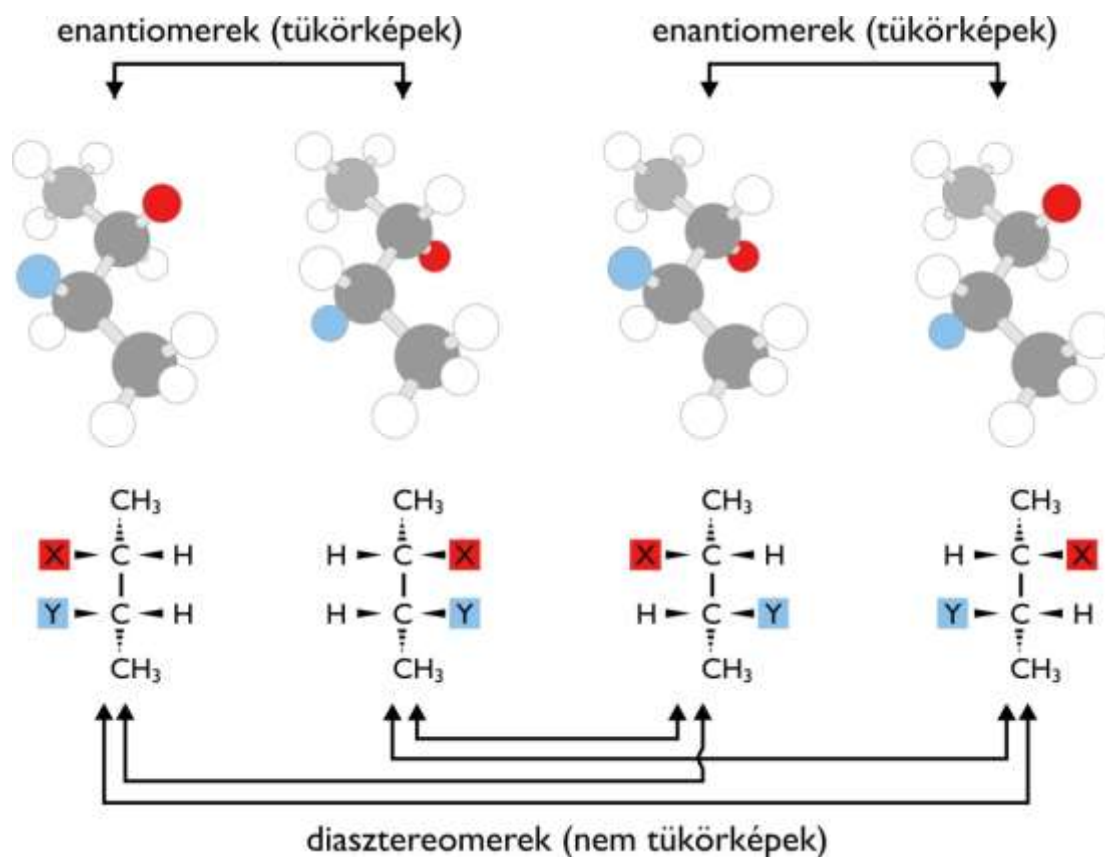 enantiomerek (tükörképek) enantiomerek (tükörképek)
CH₃ CH₃ CH₃ CH₃
X C H H C X X C H H C X
Y C H H C Y H C Y Y C H
CH₃ CH₃ CH₃ CH₃
diasztereomerek (nem tükörképek)